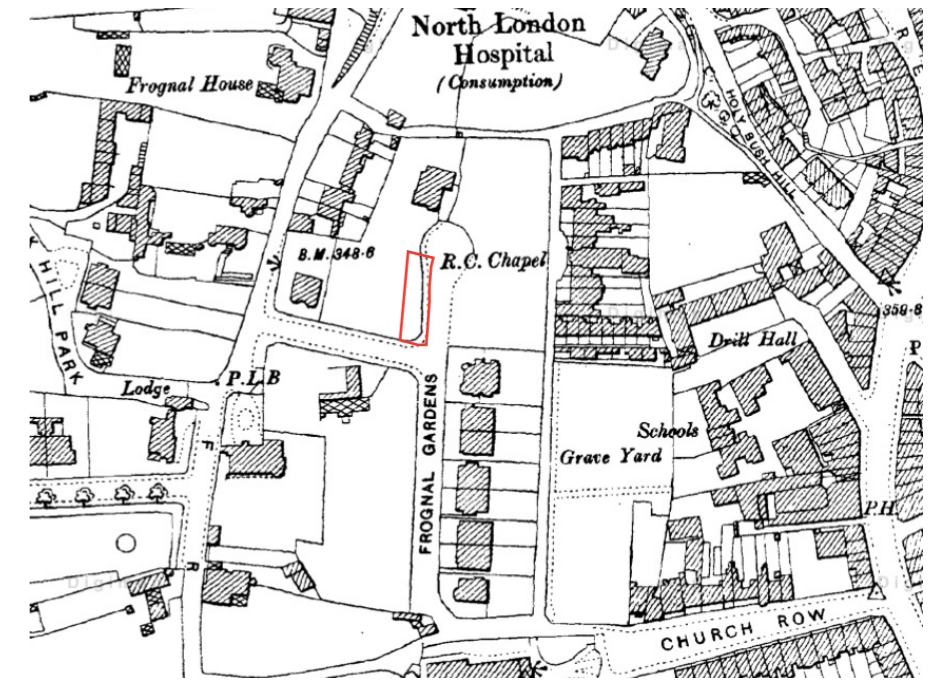 North London
Hospital
(Consumption)
Frognal House
HOLY BUSH HILL
G.
B.M. 348·6
R.C. Chapel
HILL PARK
359·8
Drill Hall
P
Lodge
P.L.B
FROGNAL GARDENS
Schools
Grave Yard
F
R
P.H.
CHURCH ROW